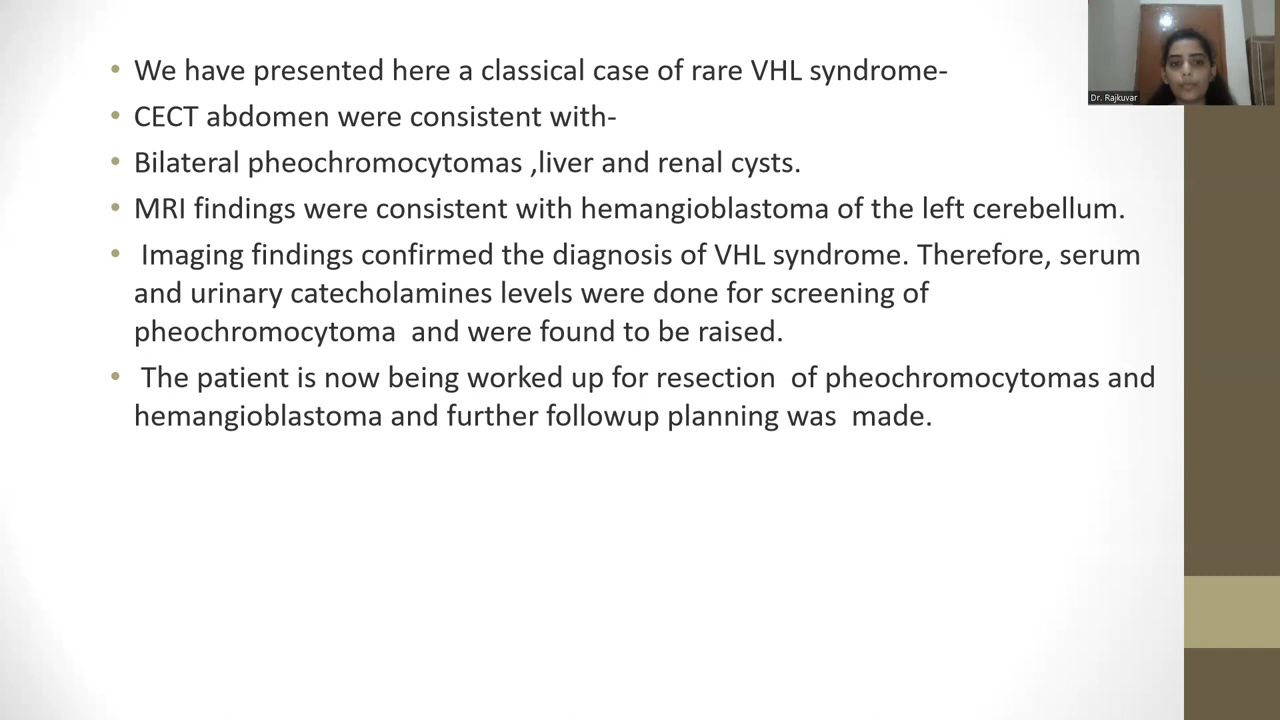 • We have presented here a classical case of rare VHL syndrome-
• CECT abdomen were consistent with-
• Bilateral pheochromocytomas ,liver and renal cysts.
• MRI findings were consistent with hemangioblastoma of the left cerebellum.
• Imaging findings confirmed the diagnosis of VHL syndrome. Therefore, serum
and urinary catecholamines levels were done for screening of
pheochromocytoma  and were found to be raised.
• The patient is now being worked up for resection  of pheochromocytomas and
hemangioblastoma and further followup planning was  made.
Dr. Rajkuvar